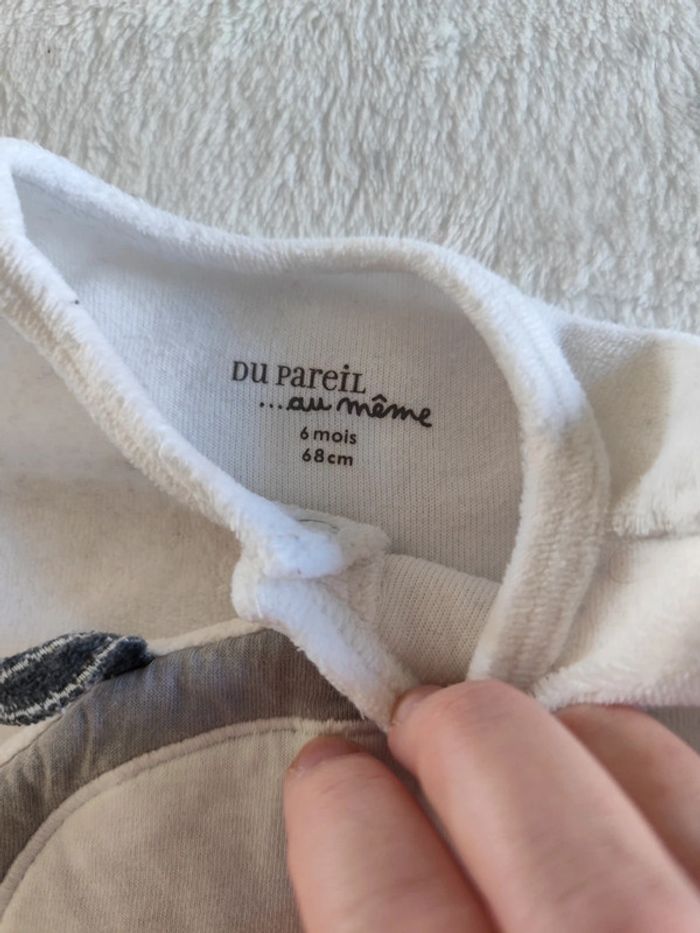 DU PAREIL
...au même
6 mois
68cm